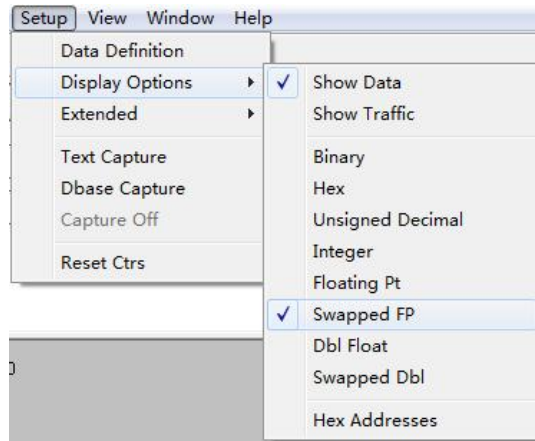 Setup View Window Help
Data Definition
Display Options
Extended
Text Capture
Dbase Capture
Capture Off
Reset Ctrs
Show Data
Show Traffic
Binary
Hex
Unsigned Decimal
Integer
Floating Pt
Swapped FP
Dbl Float
Swapped Dbl
Hex Addresses